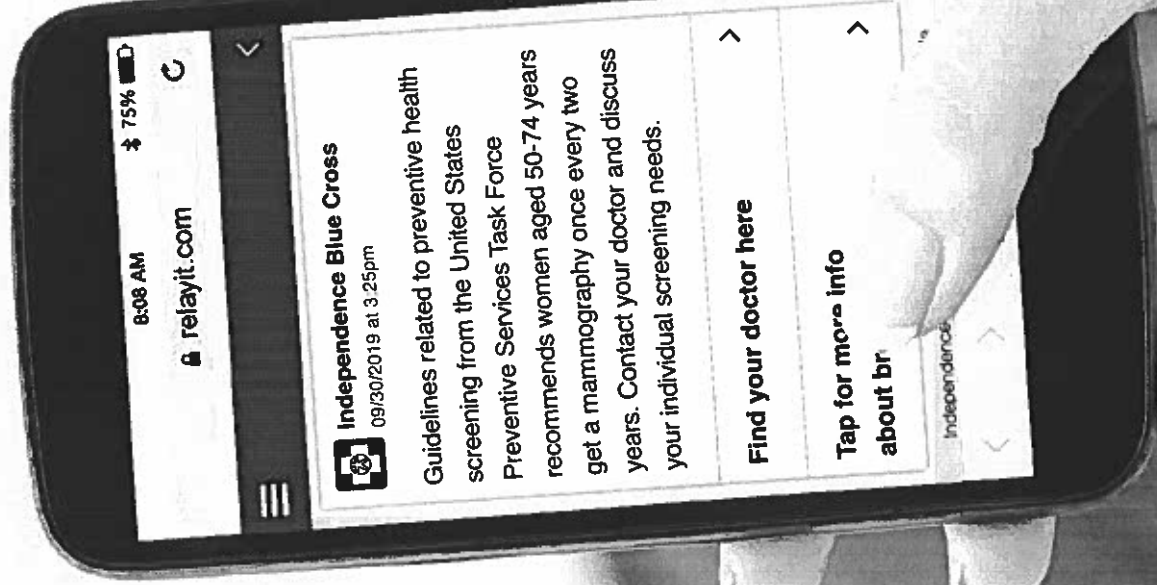 8:08 AM
75%
relayit.com
Independence Blue Cross
09/30/2019 at 3:25pm
Guidelines related to preventive health
screening from the United States
Preventive Services Task Force
recommends women aged 50-74 years
get a mammography once every two
years. Contact your doctor and discuss
your individual screening needs.
Find your doctor here
Tap for more info
about br
Independence